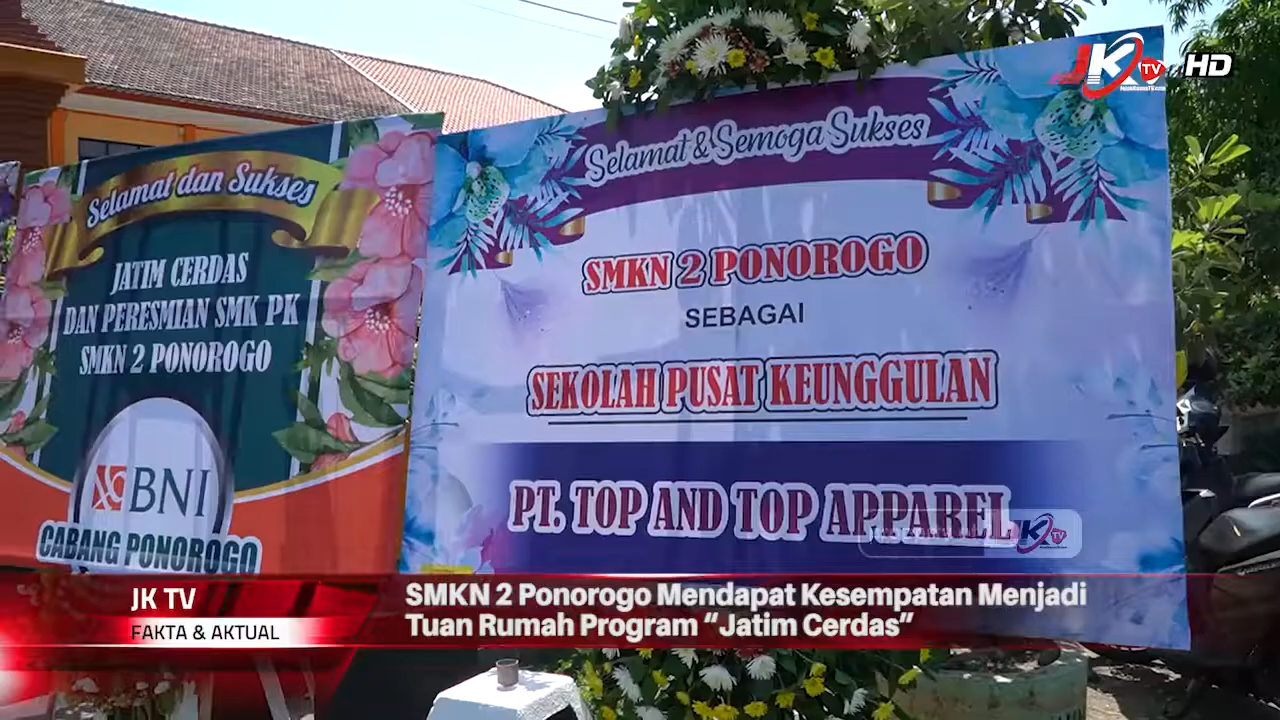 JK TV HD
Selamat dan Sukses
JATIM CERDAS
DAN PERESMIAN SMK PK
SMKN 2 PONOROGO
BNI
CABANG PONOROGO
Selamat & Semoga Sukses
SMKN 2 PONOROGO
SEBAGAI
SEKOLAH PUSAT KEUNGGULAN
PT. TOP AND TOP APPAREL
JK TV
JK TV
FAKTA & AKTUAL
SMKN 2 Ponorogo Mendapat Kesempatan Menjadi
Tuan Rumah Program “Jatim Cerdas”